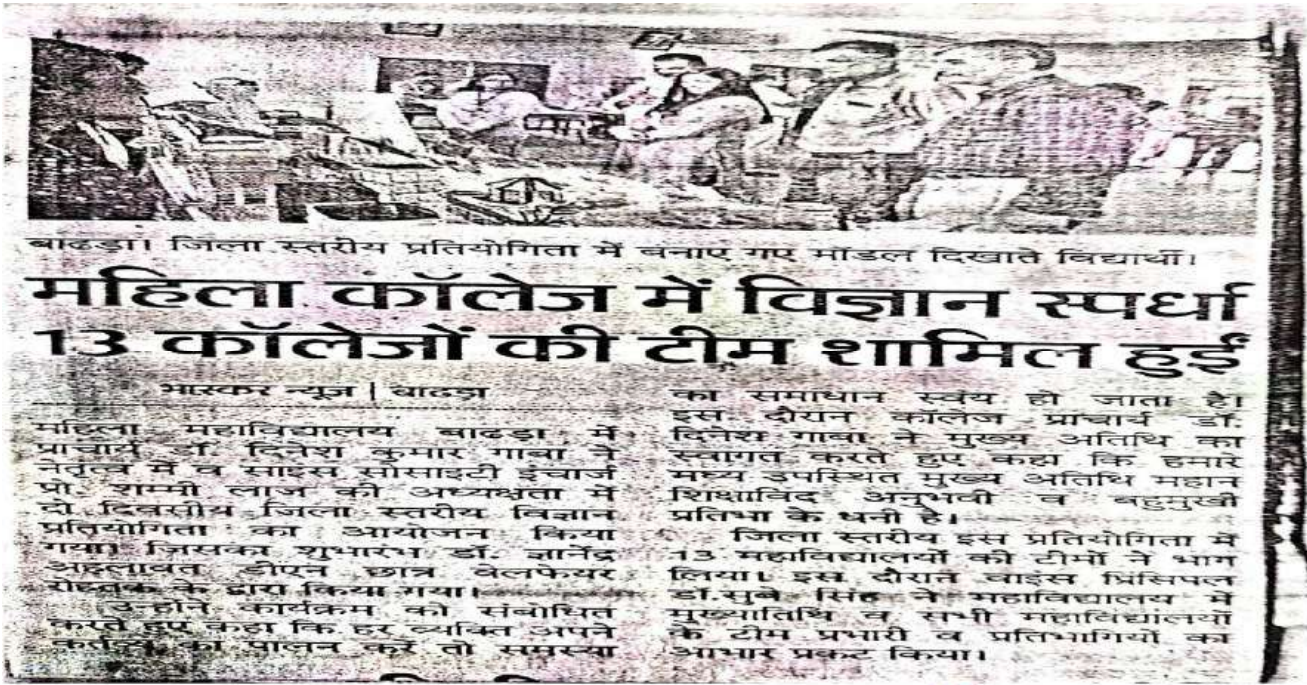 बाढड़ा। जिला स्तरीय प्रतियोगिता में बनाए गए मॉडल दिखाते विद्यार्थी।
महिला कॉलेज में विज्ञान स्पर्धा
13 कॉलेजों की टीम शामिल हुईं
भास्कर न्यूज | बाढड़ा
महिला महाविद्यालय बाढड़ा में
प्राचार्य डॉ. दिनेश कुमार गाबा ने
नेतृत्व में व साइंस सोसाइटी इंचार्ज
प्रो. शम्मी लाज की अध्यक्षता में
दो दिवसीय जिला स्तरीय विज्ञान
प्रतियोगिता का आयोजन किया
गया। जिसका शुभारंभ डॉ. ज्ञानेंद्र
अहलावत डीएन छात्र वेलफेयर
रोहतक के द्वारा किया गया।
उन्होंने कार्यक्रम को संबोधित
करते हुए कहा कि हर व्यक्ति अपने
कर्तव्य का पालन करें तो समस्या
का समाधान स्वंय हो जाता है।
इस दौरान कॉलेज प्राचार्य डॉ.
दिनेश गाबा ने मुख्य अतिथि का
स्वागत करते हुए कहा कि हमारे
मध्य उपस्थित मुख्य अतिथि महान
शिक्षाविद अनुभवी व बहुमुखी
प्रतिभा के धनी है।
जिला स्तरीय इस प्रतियोगिता में
13 महाविद्यालयों की टीमों ने भाग
लिया। इस दौरान वाइस प्रिंसिपल
डॉ.सुबे सिंह ने महाविद्यालय में
मुख्यातिथि व सभी महाविद्यालयों
के टीम प्रभारी व प्रतिभागियों का
आभार प्रकट किया।